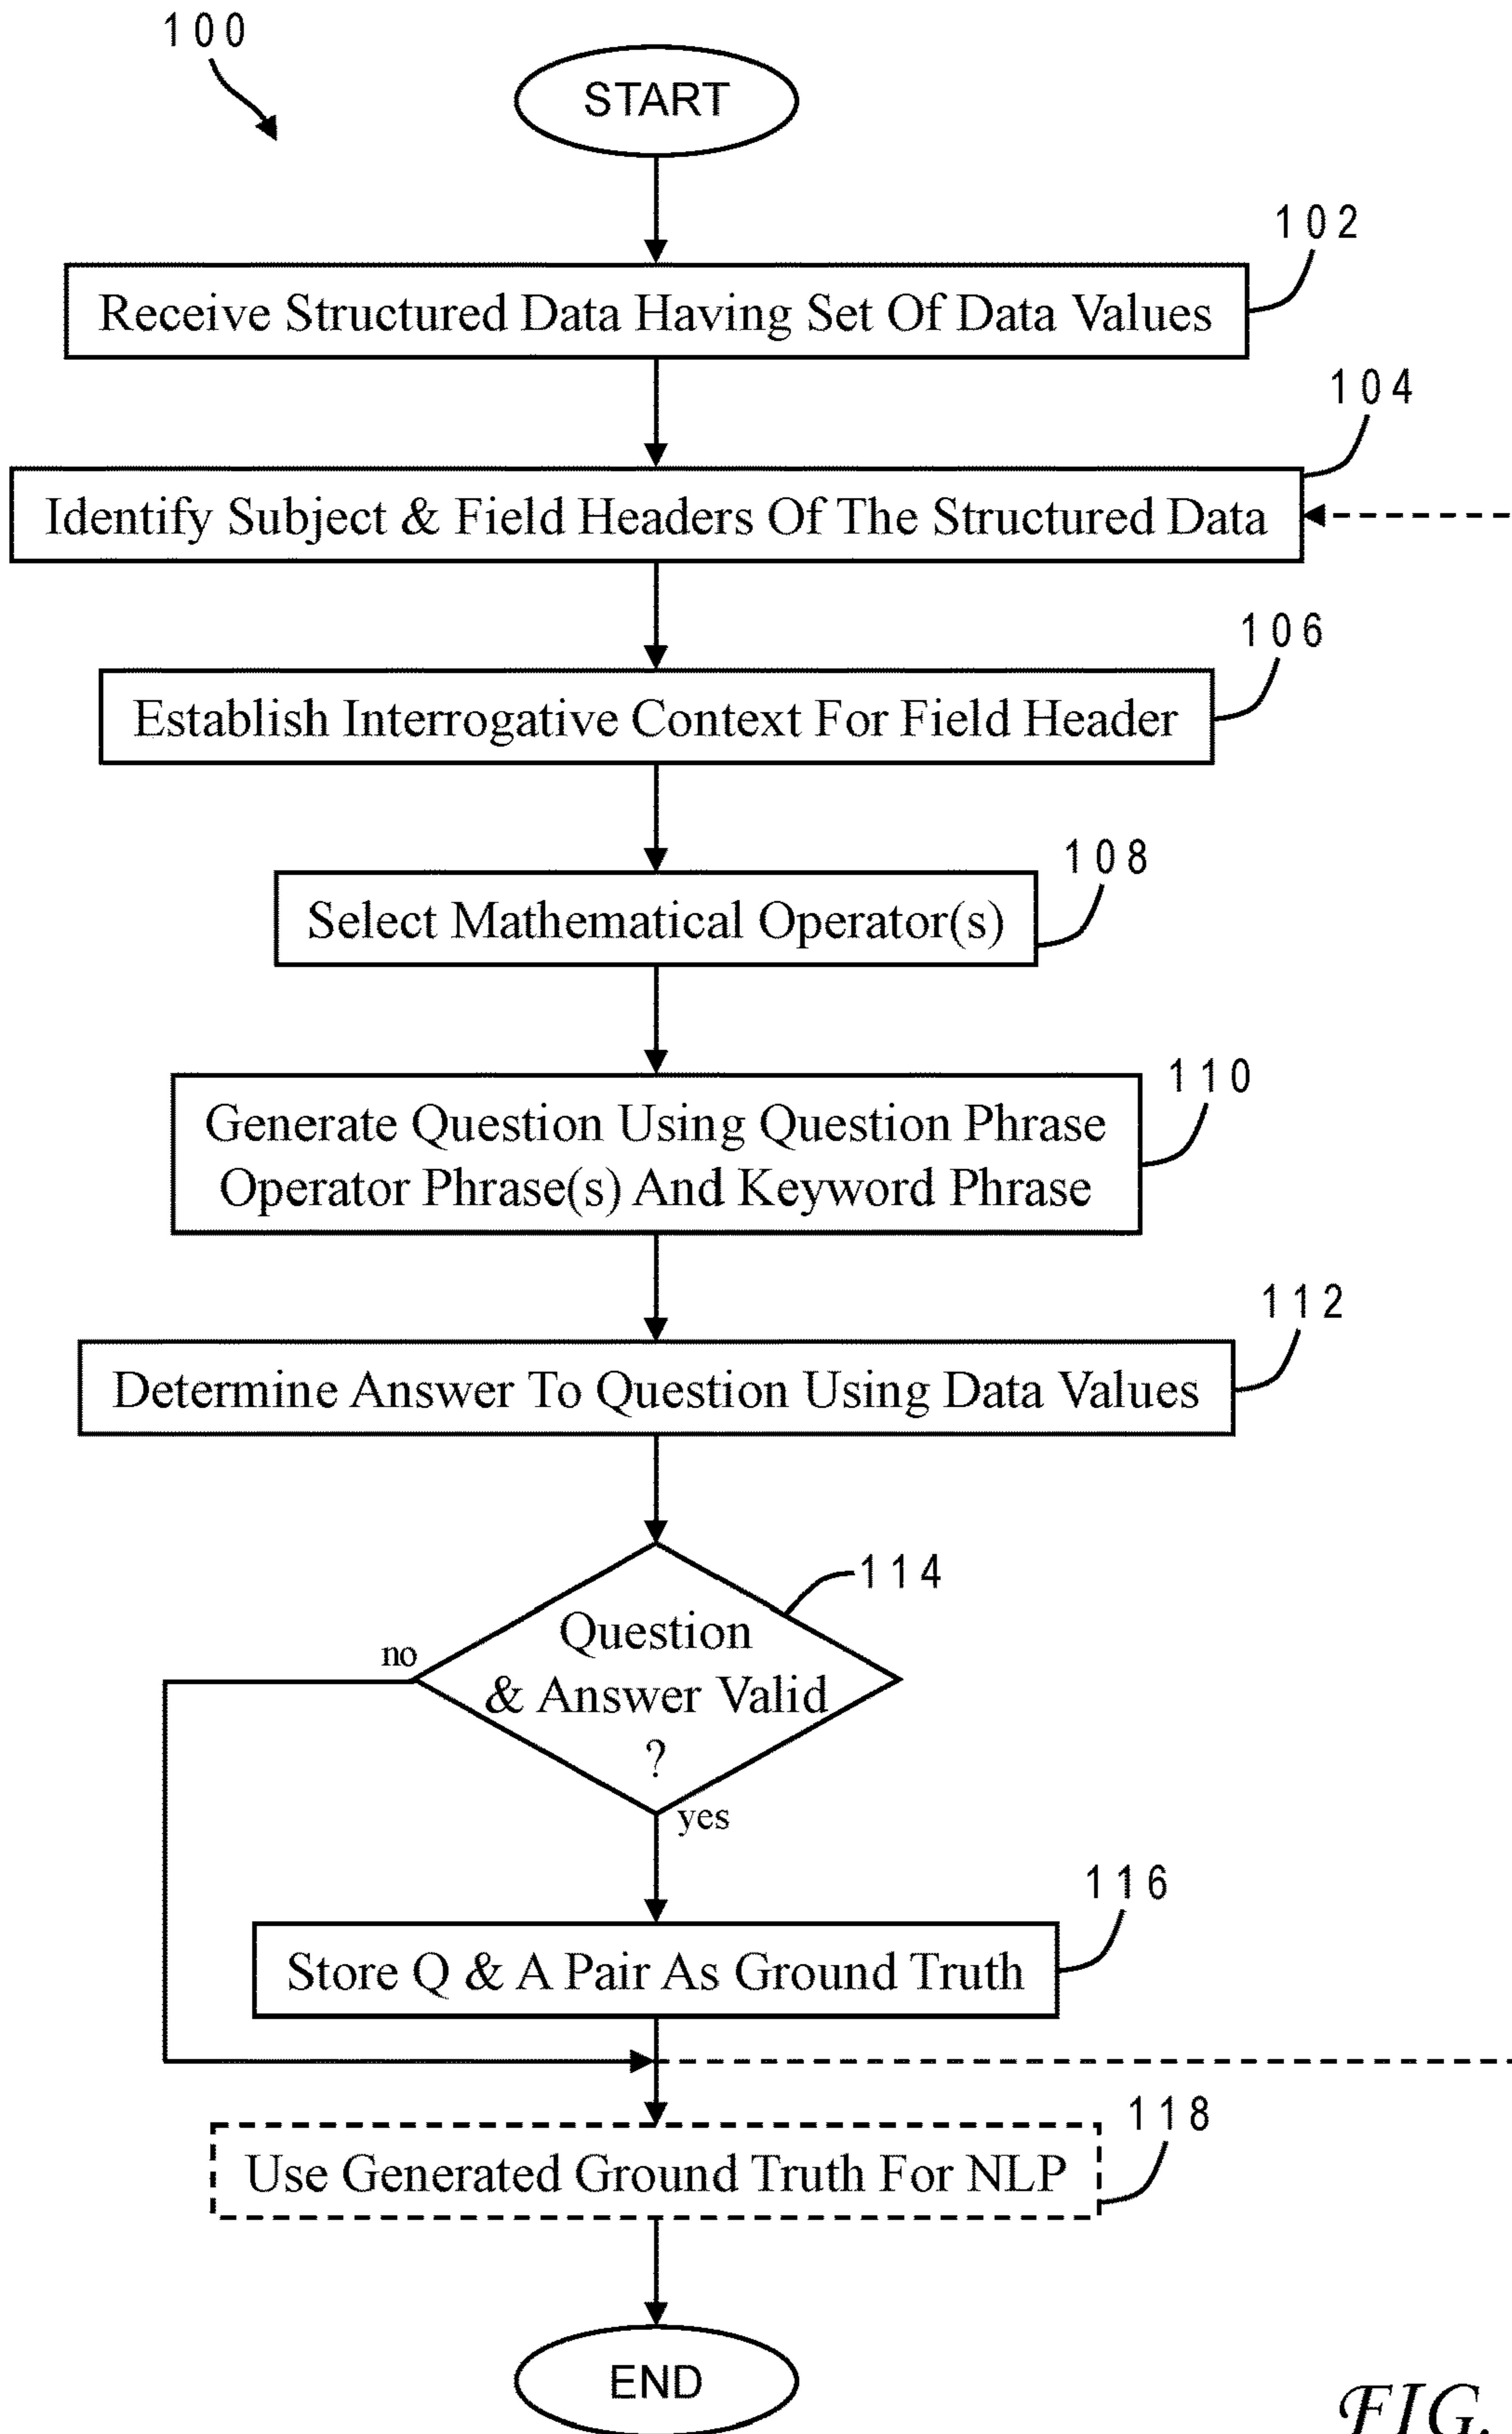 100
START
102
Receive Structured Data Having Set Of Data Values
104
Identify Subject & Field Headers Of The Structured Data
106
Establish Interrogative Context For Field Header
108
Select Mathematical Operator(s)
110
Generate Question Using Question Phrase
Operator Phrase(s) And Keyword Phrase
112
Determine Answer To Question Using Data Values
114
Question
& Answer Valid
?
no
yes
116
Store Q & A Pair As Ground Truth
118
Use Generated Ground Truth For NLP
END
FIG.